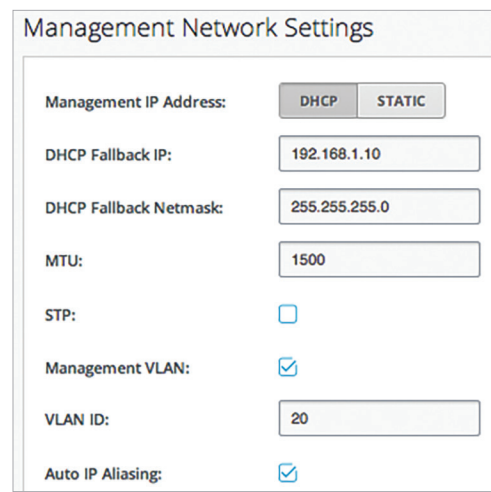 Management Network Settings
Management IP Address: DHCP STATIC
DHCP Fallback IP: 192.168.1.10
DHCP Fallback Netmask: 255.255.255.0
MTU: 1500
STP:
Management VLAN:
VLAN ID: 20
Auto IP Aliasing: